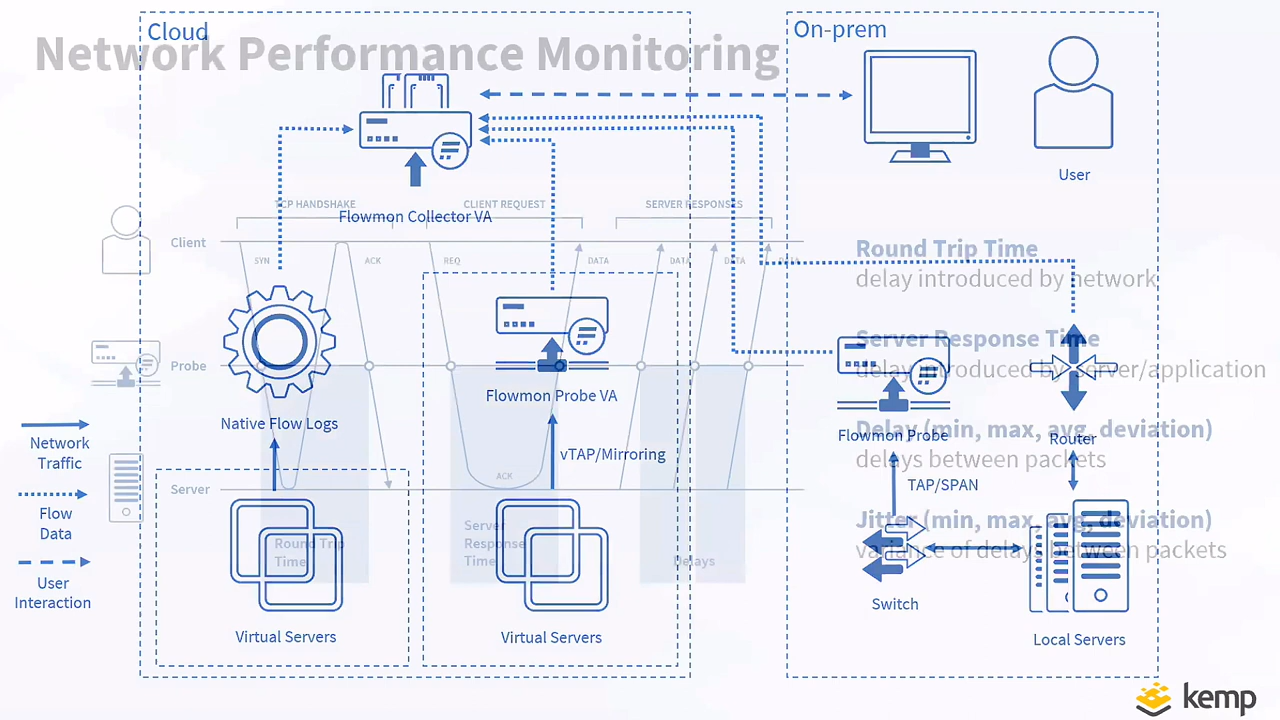 Cloud
On-prem
Network Performance Monitoring
User
TCP HANDSHAKE
CLIENT REQUEST
SERVER RESPONSES
Flowmon Collector VA
Client
SYN
ACK
REQ
DATA
DATA
DATA
DATA
Round Trip Time
delay introduced by network
Server Response Time
delay introduced by server/application
Probe
Flowmon Probe VA
Native Flow Logs
Flowmon Probe
Router
Delay (min, max, avg, deviation)
delays between packets
Network
Traffic
vTAP/Mirroring
ACK
TAP/SPAN
Server
Flow
Data
Jitter (min, max, avg, deviation)
variance of delays between packets
Server
Response
Time
Round Trip
Time
Delays
User
Interaction
Switch
Virtual Servers
Virtual Servers
Local Servers
kemp